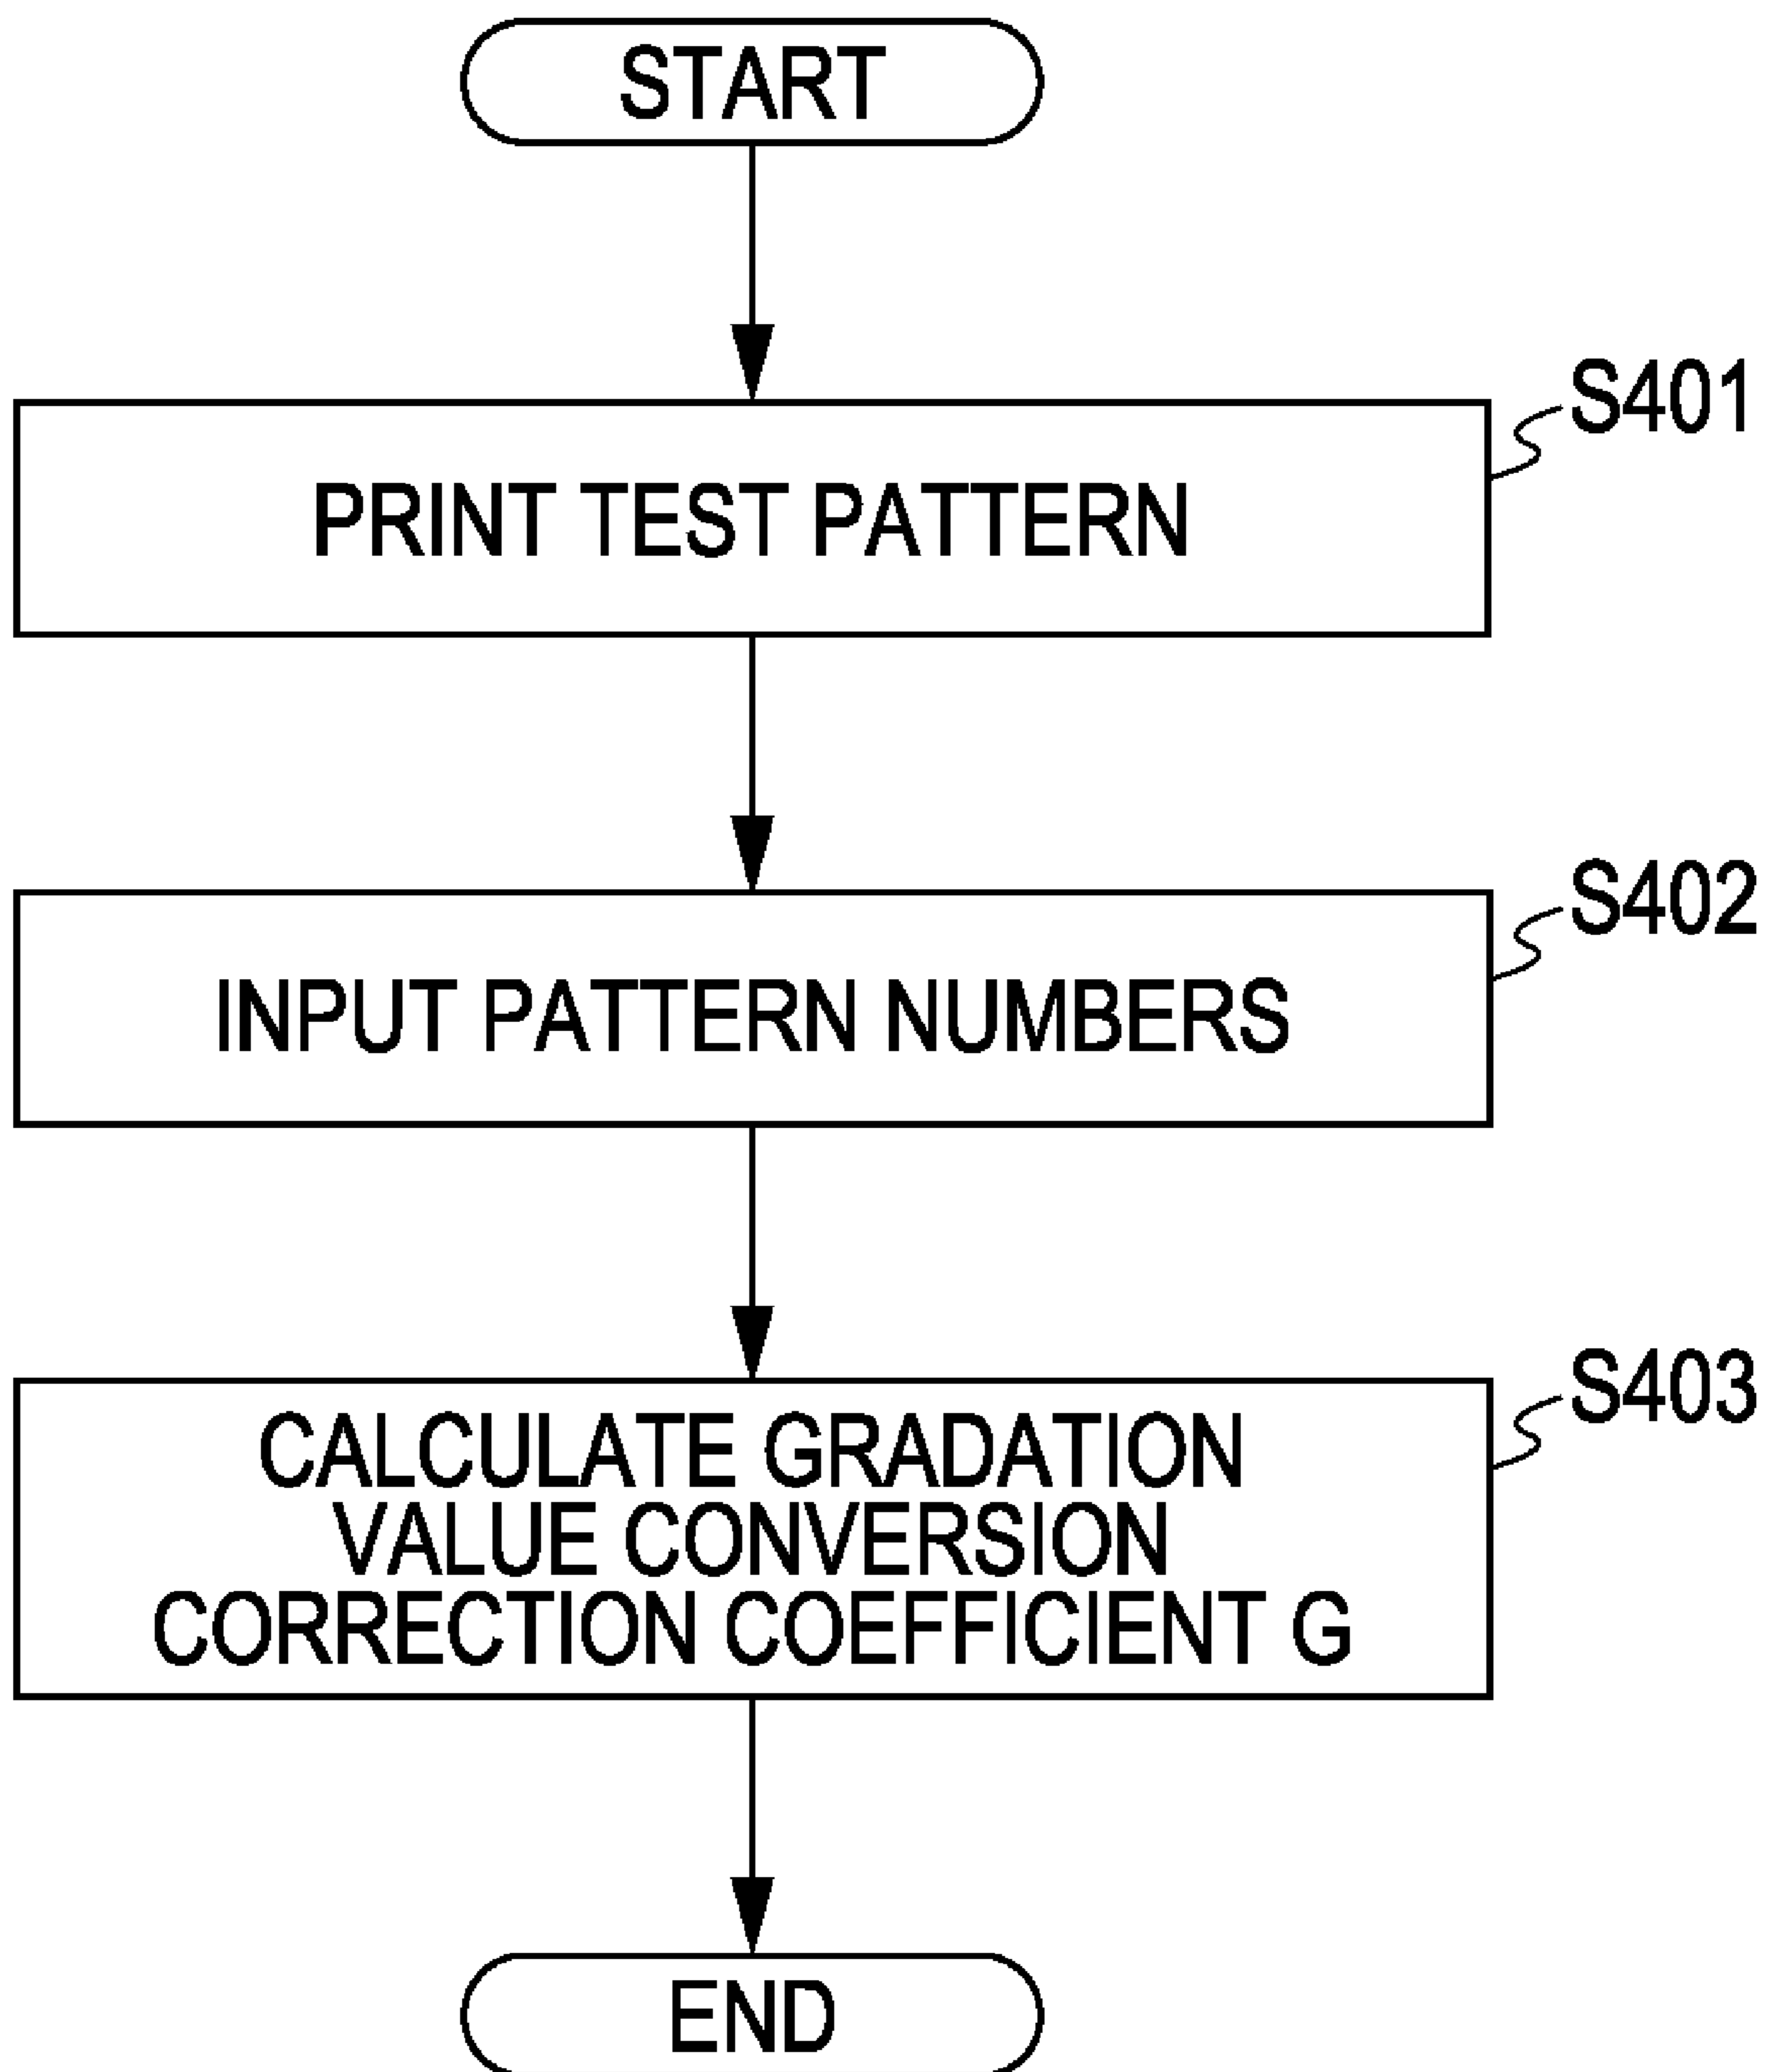 START
S401
PRINT TEST PATTERN
S402
INPUT PATTERN NUMBERS
S403
CALCULATE GRADATION
VALUE CONVERSION
CORRECTION COEFFICIENT G
END